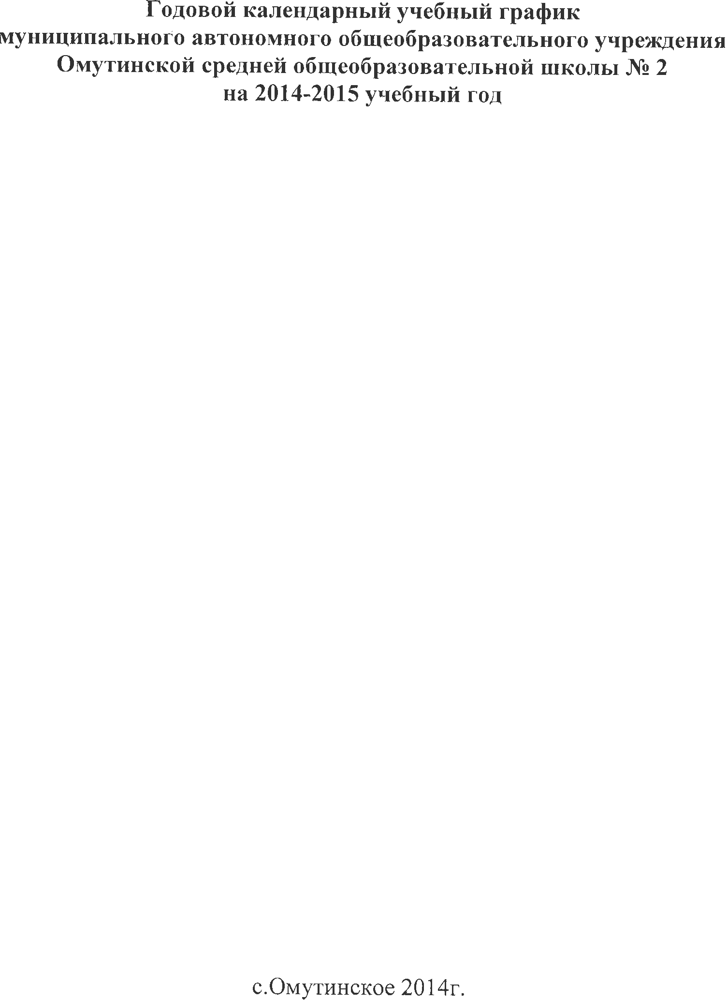 Годовой календарный учебный график
муниципального автономного общеобразовательного учреждения
Омутинской средней общеобразовательной школы № 2
на 2014-2015 учебный год
с.Омутинское 2014г.